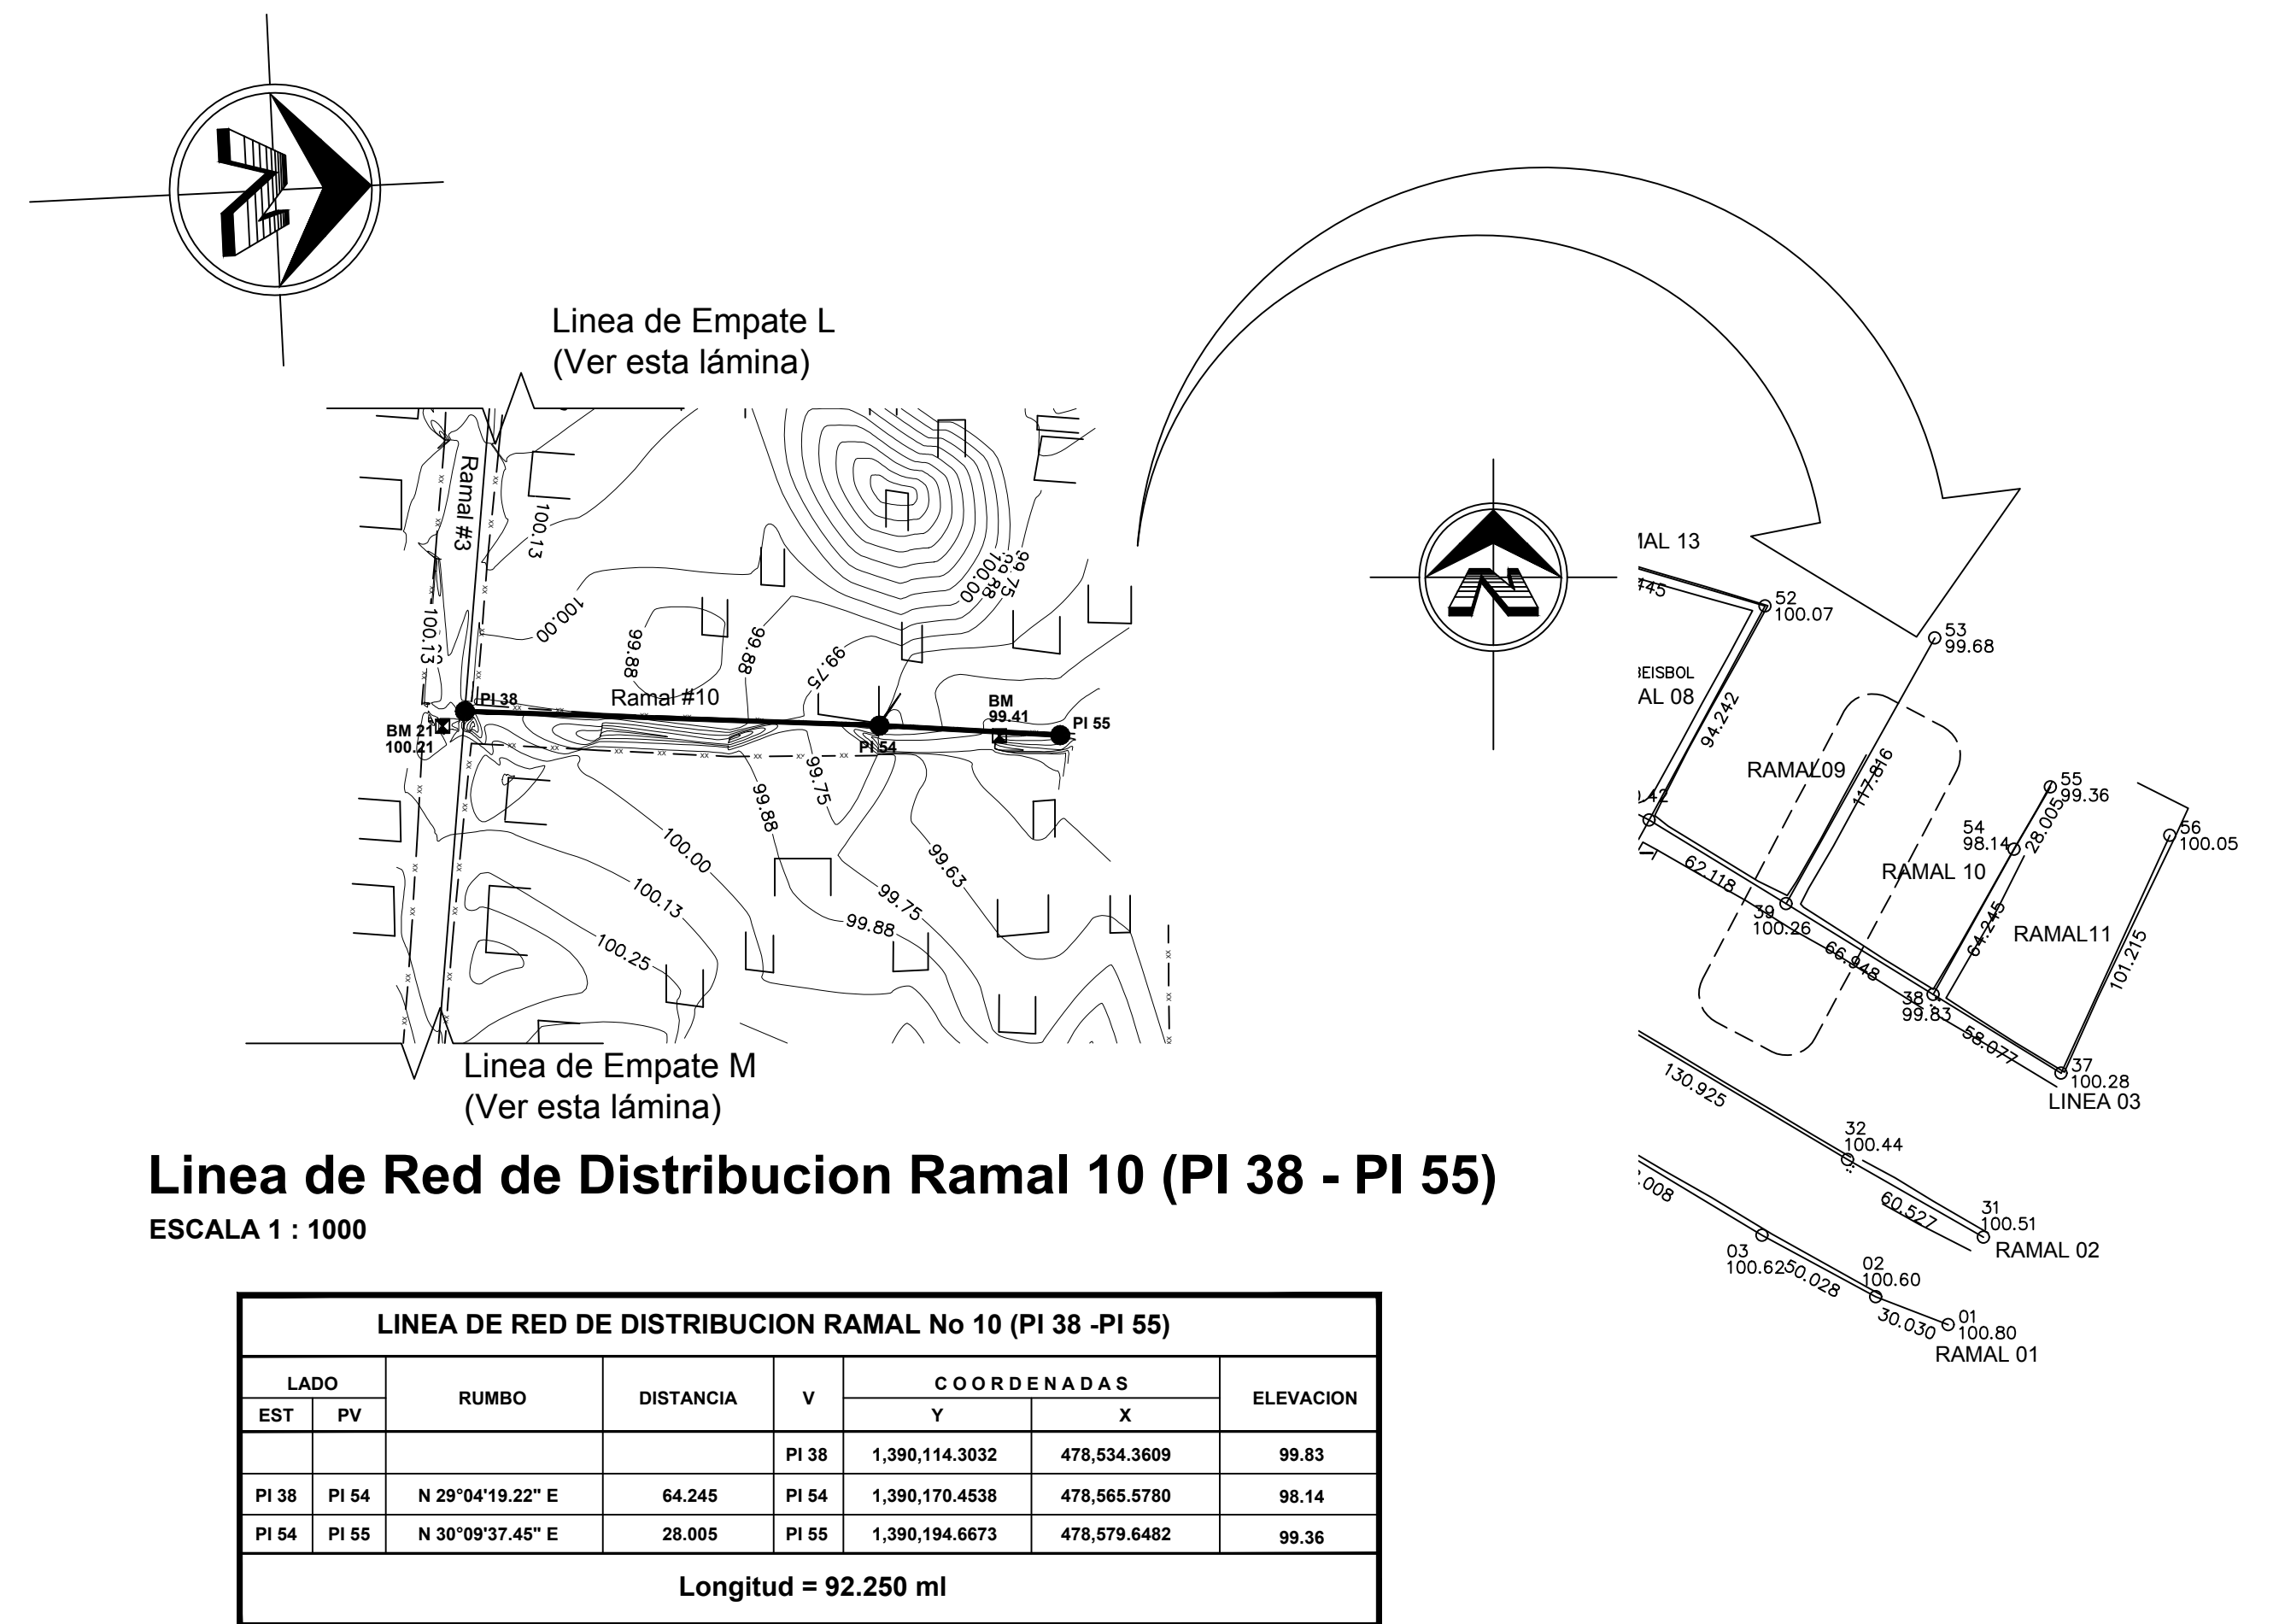 Linea de Empate L
(Ver esta lámina)
Ramal #3
100.13
100.13
100.00
99.88
99.88
99.75
100.00
99.88
99.75
PI 38
Ramal #10
BM
99.41
PI 55
BM 21
100.21
PI 54
99.75
99.88
100.00
99.63
100.13
99.75
99.88
100.25
Linea de Empate M
(Ver esta lámina)
Linea de Red de Distribucion Ramal 10 (PI 38 - PI 55)
ESCALA 1 : 1000
LINEA DE RED DE DISTRIBUCION RAMAL No 10 (PI 38 -PI 55)
LADO RUMBO DISTANCIA V COORDENADAS ELEVACION
EST PV Y X
PI 38 1,390,114.3032 478,534.3609 99.83
PI 38 PI 54 N 29°04'19.22" E 64.245 PI 54 1,390,170.4538 478,565.5780 98.14
PI 54 PI 55 N 30°09'37.45" E 28.005 PI 55 1,390,194.6673 478,579.6482 99.36
Longitud = 92.250 ml
AL 13
445
52
100.07
53
99.68
BEISBOL
AL 08
94.242
RAMAL09
117.816
.42
55
99.36
28.005
54
98.14
56
100.05
62.118
RAMAL 10
39
100.26
64.245
RAMAL11
66.948
101.215
38
99.83
58.077
37
100.28
LINEA 03
130.925
32
100.44
60.527
31
100.51
RAMAL 02
.008
03
100.62
50.028
02
100.60
30.030
01
100.80
RAMAL 01